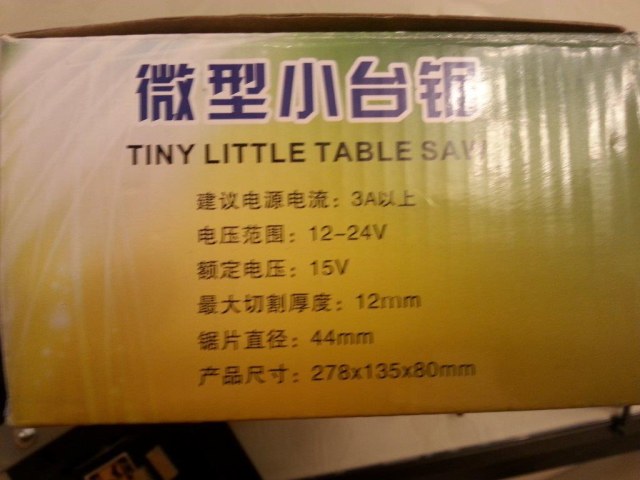 微型小台锯
TINY LITTLE TABLE SAW
建议电源电流：3A以上
电压范围：12-24V
额定电压：15V
最大切割厚度：12mm
锯片直径：44mm
产品尺寸：278x135x80mm